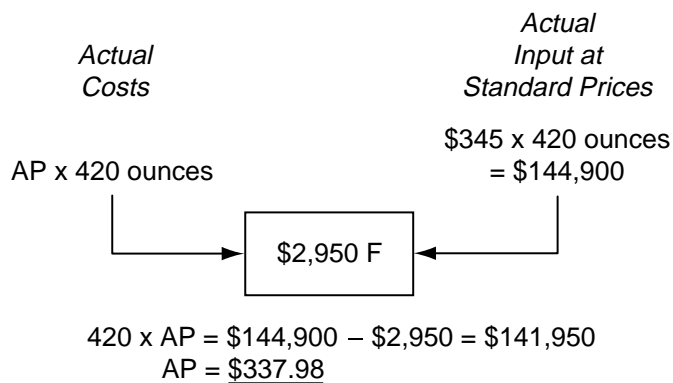 Actual
Costs
Actual
Input at
Standard Prices
AP x 420 ounces
$345 x 420 ounces
= $144,900
$2,950 F
420 x AP = $144,900 – $2,950 = $141,950
AP = $337.98